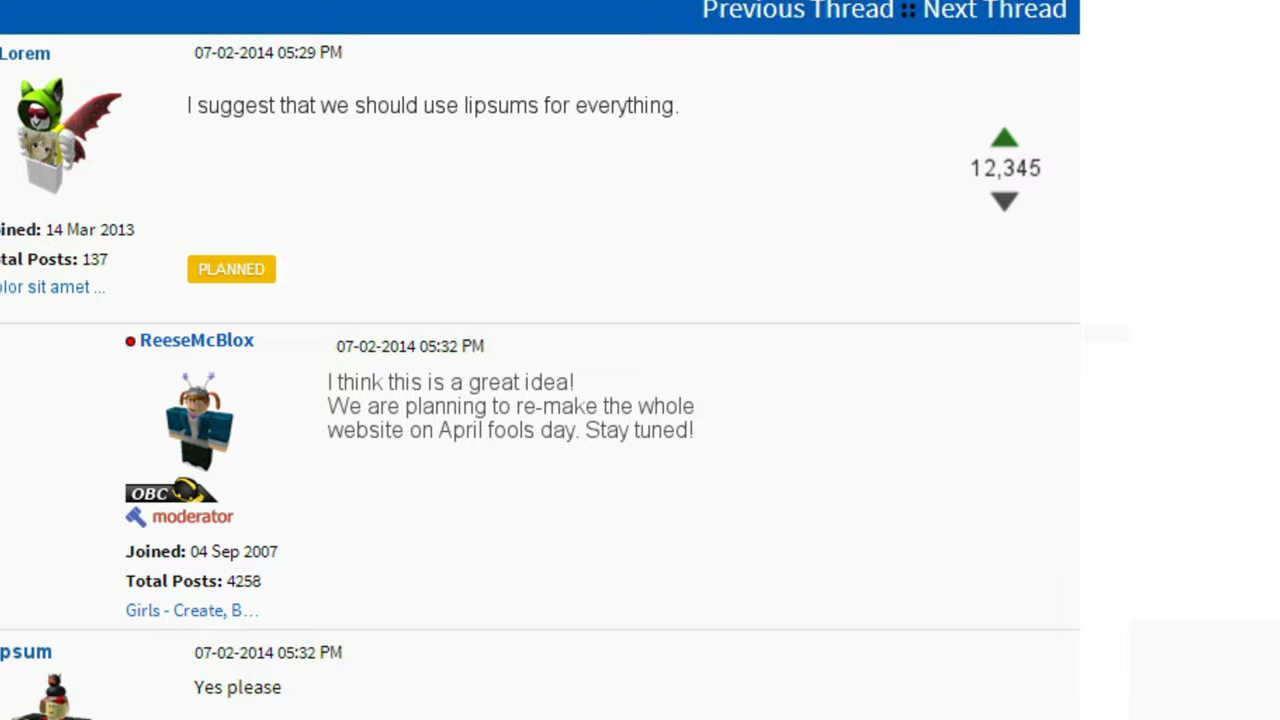 Previous Thread :: Next Thread
Lorem
07-02-2014 05:29 PM
I suggest that we should use lipsums for everything.
12,345
ined: 14 Mar 2013
tal Posts: 137
olor sit amet ...
PLANNED
ReeseMcBlox
07-02-2014 05:32 PM
I think this is a great idea!
We are planning to re-make the whole
website on April fools day. Stay tuned!
OBC
moderator
Joined: 04 Sep 2007
Total Posts: 4258
Girls - Create, B...
psum
07-02-2014 05:32 PM
Yes please